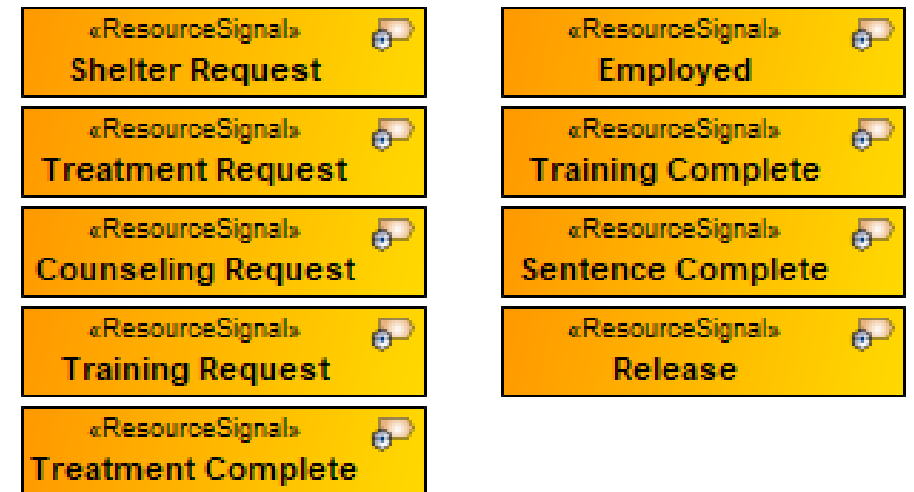 «ResourceSignal»
Shelter Request
«ResourceSignal»
Treatment Request
«ResourceSignal»
Counseling Request
«ResourceSignal»
Training Request
«ResourceSignal»
Treatment Complete
«ResourceSignal»
Employed
«ResourceSignal»
Training Complete
«ResourceSignal»
Sentence Complete
«ResourceSignal»
Release